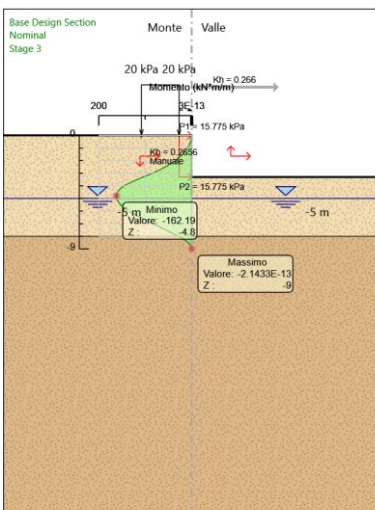 Base Design Section
Nominal
Stage 3
Monte Valle
20 kPa 20 kPa
Kh = 0.266
Momento (kN*m/m)
200 3E-13
P1= 15.775 kPa
0
Kh = 0.2656
Manuale
P2 = 15.775 kPa
-5 m -5 m
Minimo
Valore: -162.19
Z : -4.8
-9
Massimo
Valore: -2.1433E-13
Z : -9